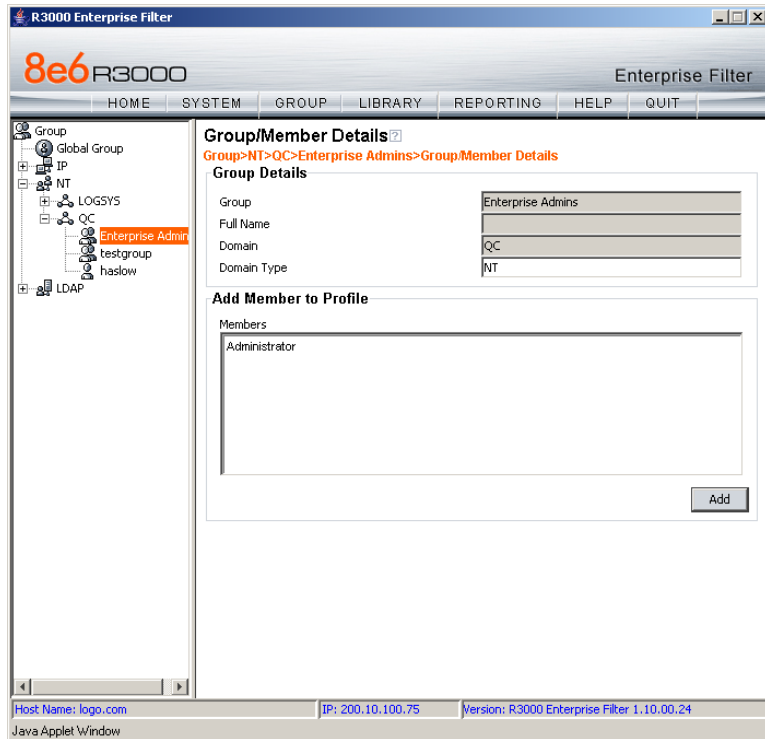 R3000 Enterprise Filter
8e6 R3000
Enterprise Filter
HOME SYSTEM GROUP LIBRARY REPORTING HELP QUIT
Group
Global Group
IP
NT
LOGSYS
QC
Enterprise Admin
testgroup
haslow
LDAP
Group/Member Details ?
Group>NT>QC>Enterprise Admins>Group/Member Details
Group Details
Group Enterprise Admins
Full Name
Domain QC
Domain Type NT
Add Member to Profile
Members
Administrator
Add
Host Name: logo.com IP: 200.10.100.75 Version: R3000 Enterprise Filter 1.10.00.24
Java Applet Window